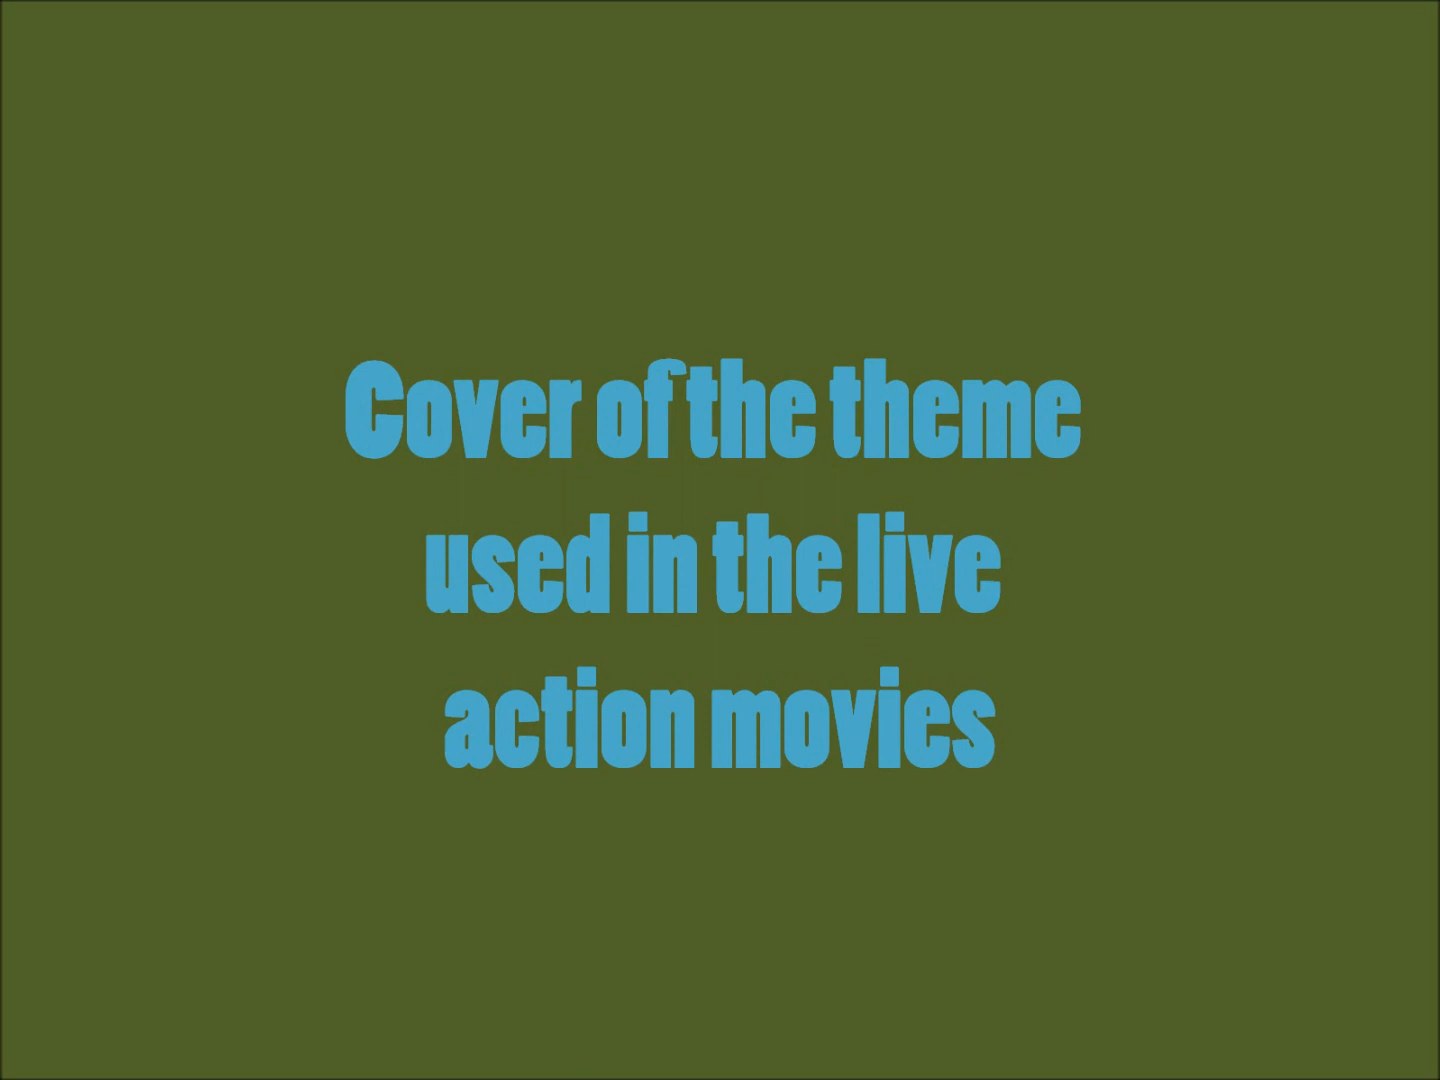 Cover of the theme
used in the live
action movies